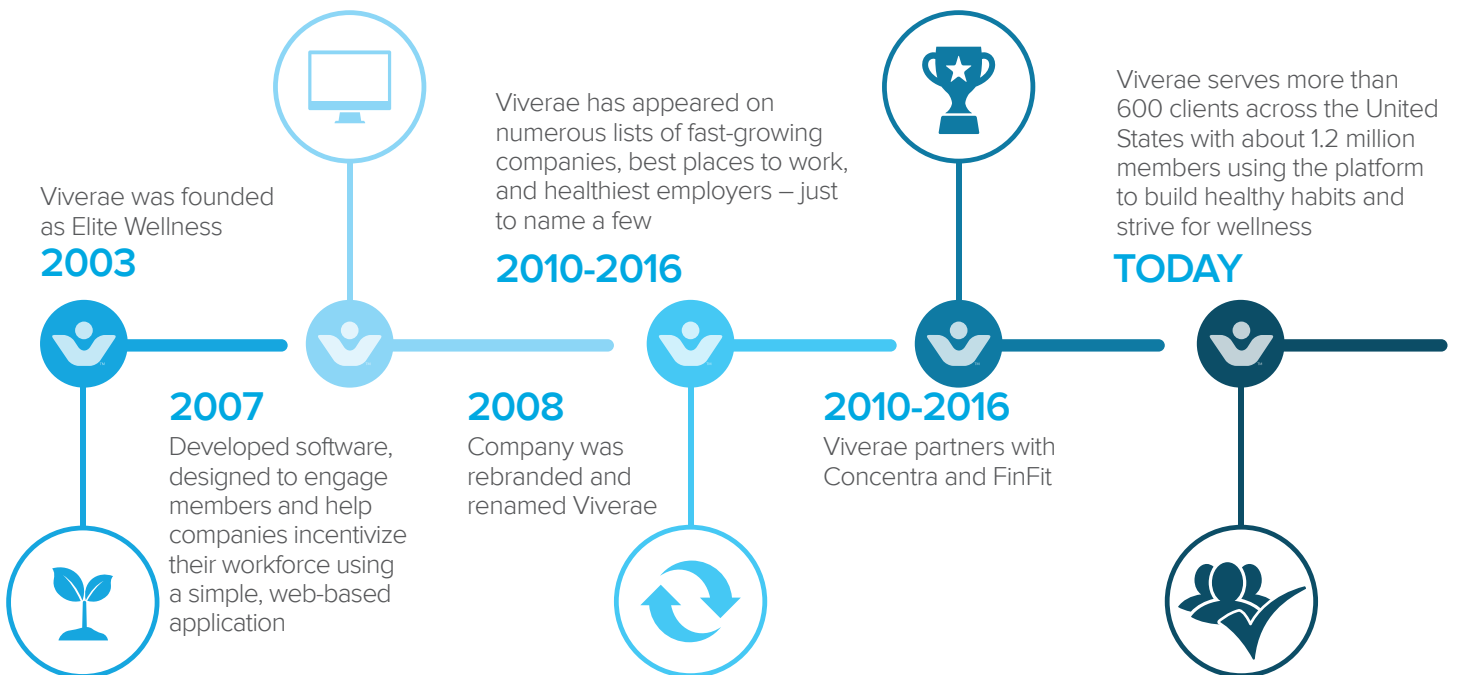 Viverae was founded
as Elite Wellness
2003
2007
Developed software,
designed to engage
members and help
companies incentivize
their workforce using
a simple, web-based
application
2008
Company was
rebranded and
renamed Viverae
Viverae has appeared on
numerous lists of fast-growing
companies, best places to work,
and healthiest employers – just
to name a few
2010-2016
2010-2016
Viverae partners with
Concentra and FinFit
Viverae serves more than
600 clients across the United
States with about 1.2 million
members using the platform
to build healthy habits and
strive for wellness
TODAY